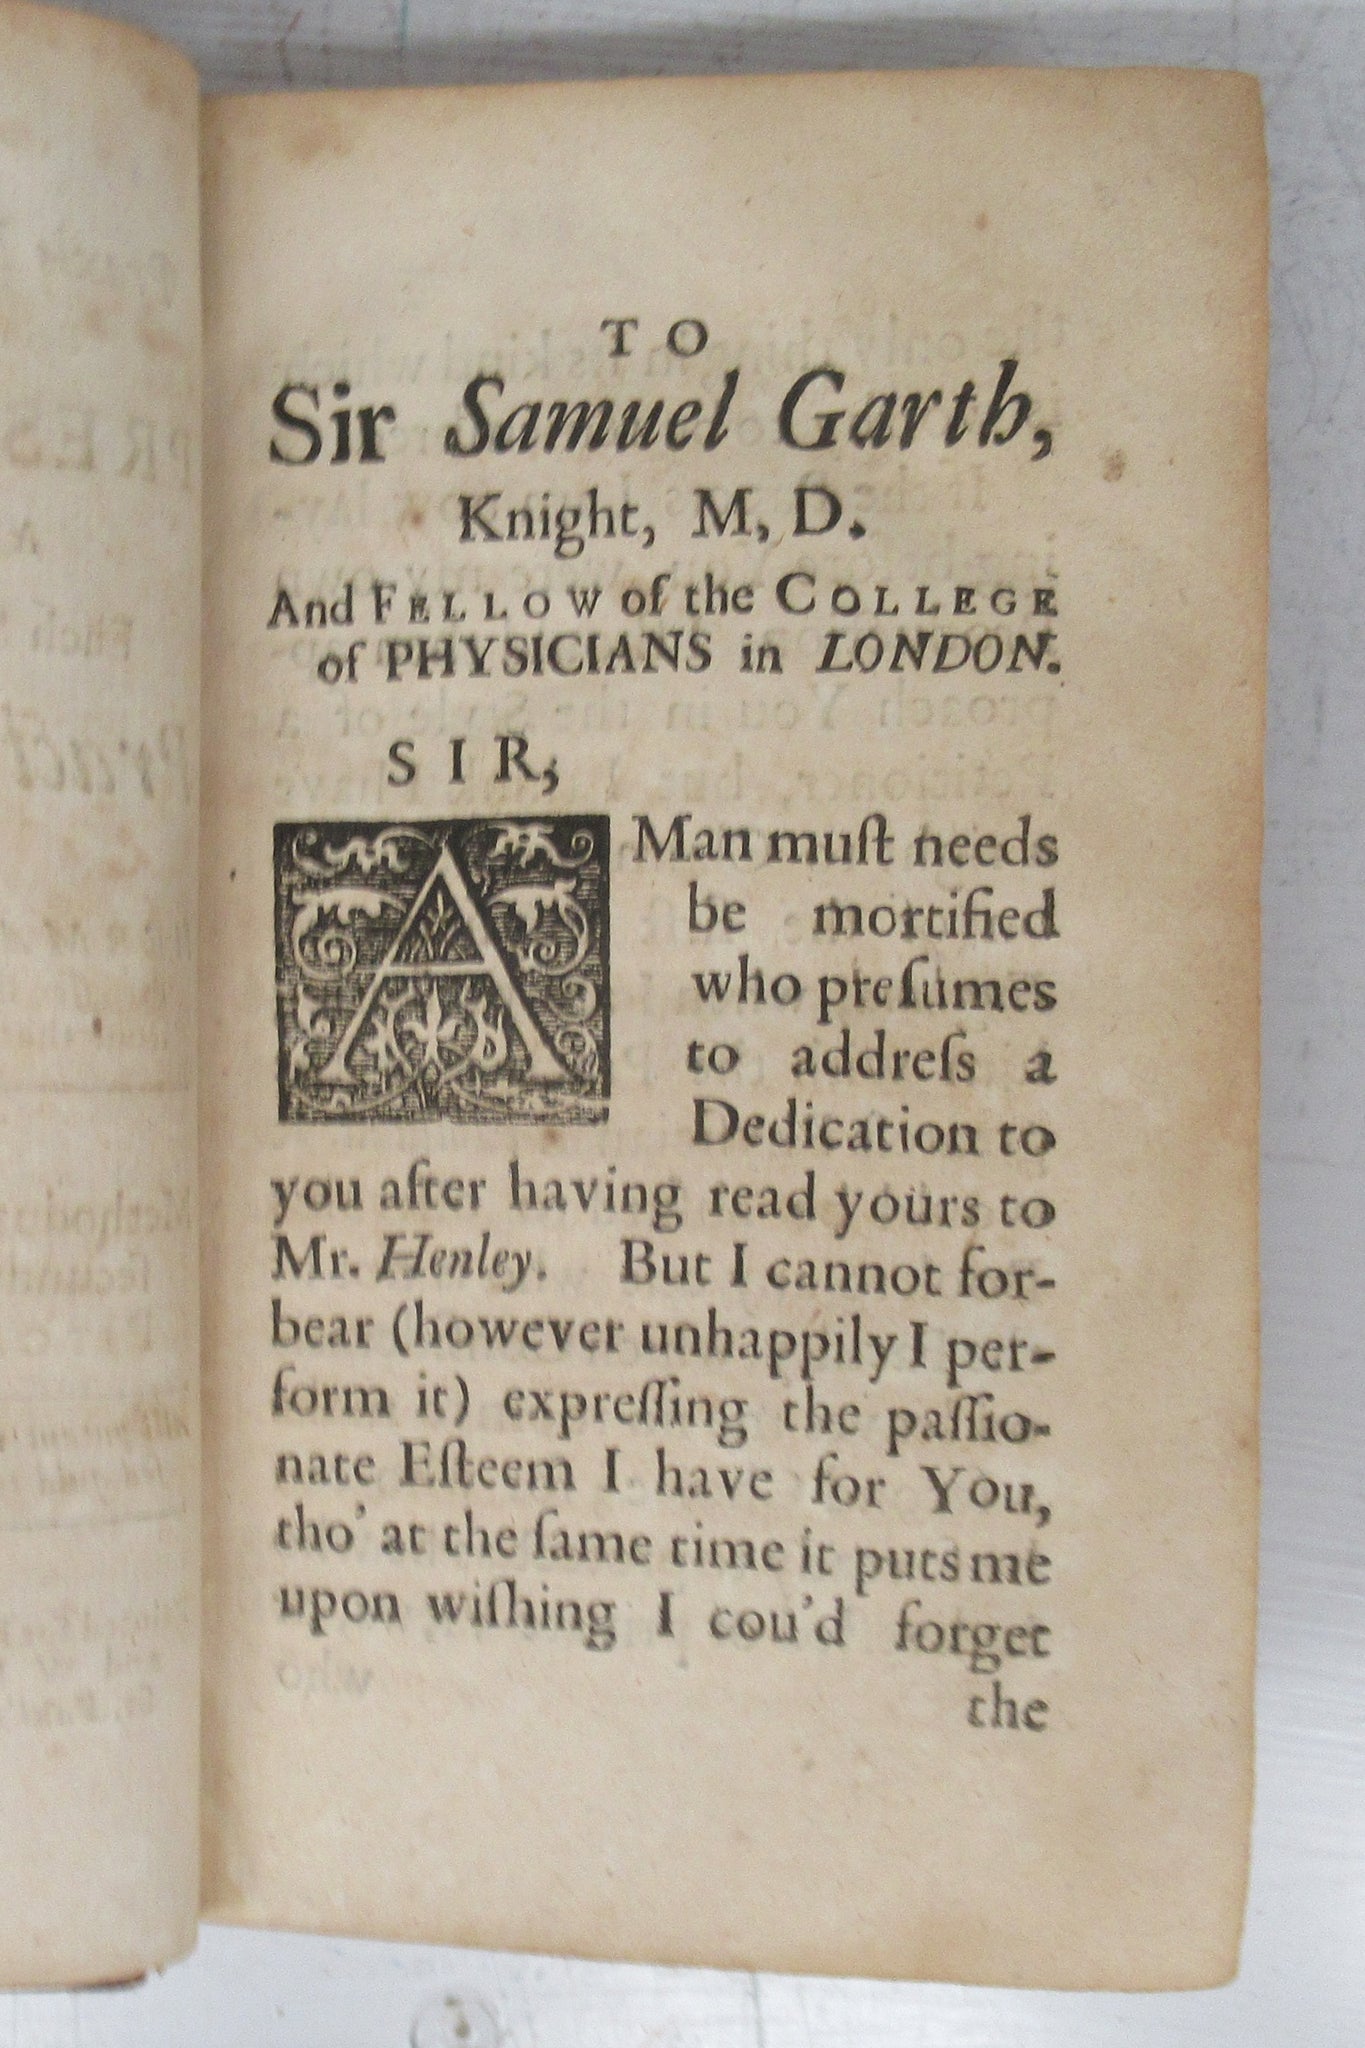 TO
Sir Samuel Garth,
Knight, M, D.
And FELLOW of the COLLEGE
of PHYSICIANS in LONDON.
SIR,
A Man muſt needs
be mortified
who preſumes
to addreſs a
Dedication to
you after having read yours to
Mr. Henley. But I cannot for-
bear (however unhappily I per-
form it) expreſſing the paſſio-
nate Eſteem I have for You,
tho' at the ſame time it puts me
upon wiſhing I cou'd forget
the